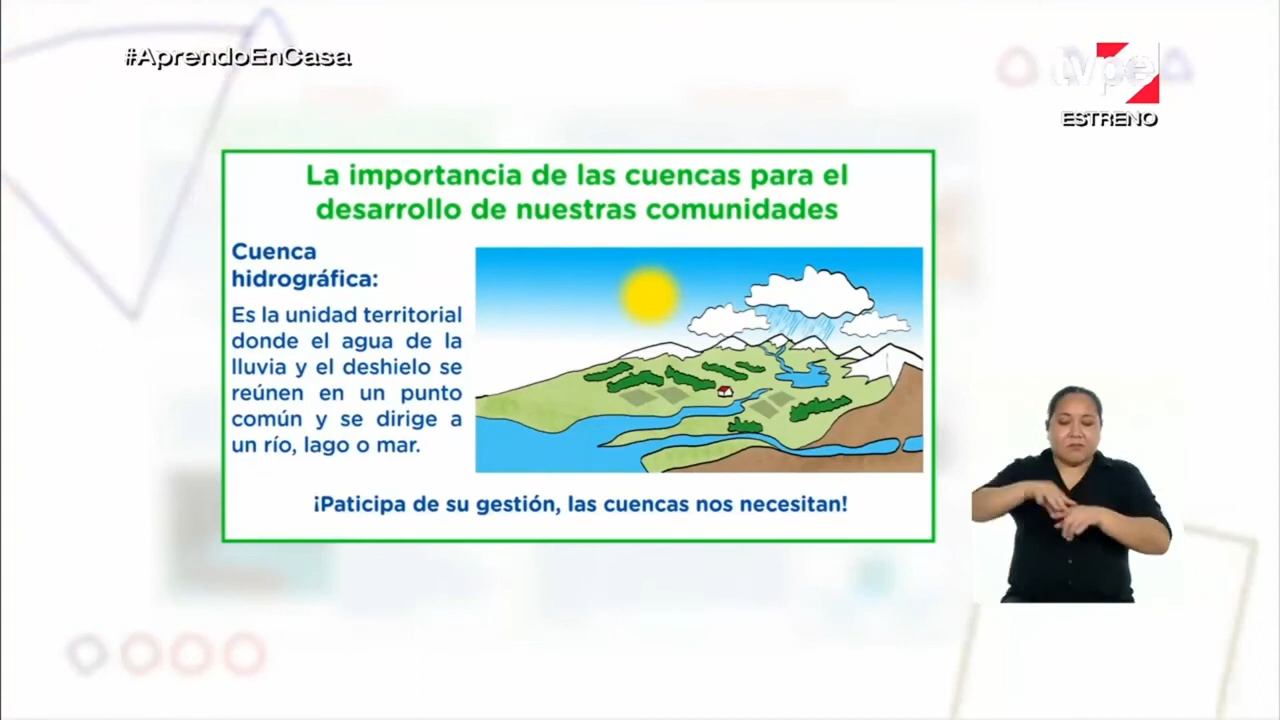 #AprendoEnCasa
tvpe
ESTRENO
La importancia de las cuencas para el
desarrollo de nuestras comunidades
Cuenca
hidrográfica:
Es la unidad territorial
donde el agua de la
lluvia y el deshielo se
reúnen en un punto
común y se dirige a
un río, lago o mar.
¡Paticipa de su gestión, las cuencas nos necesitan!